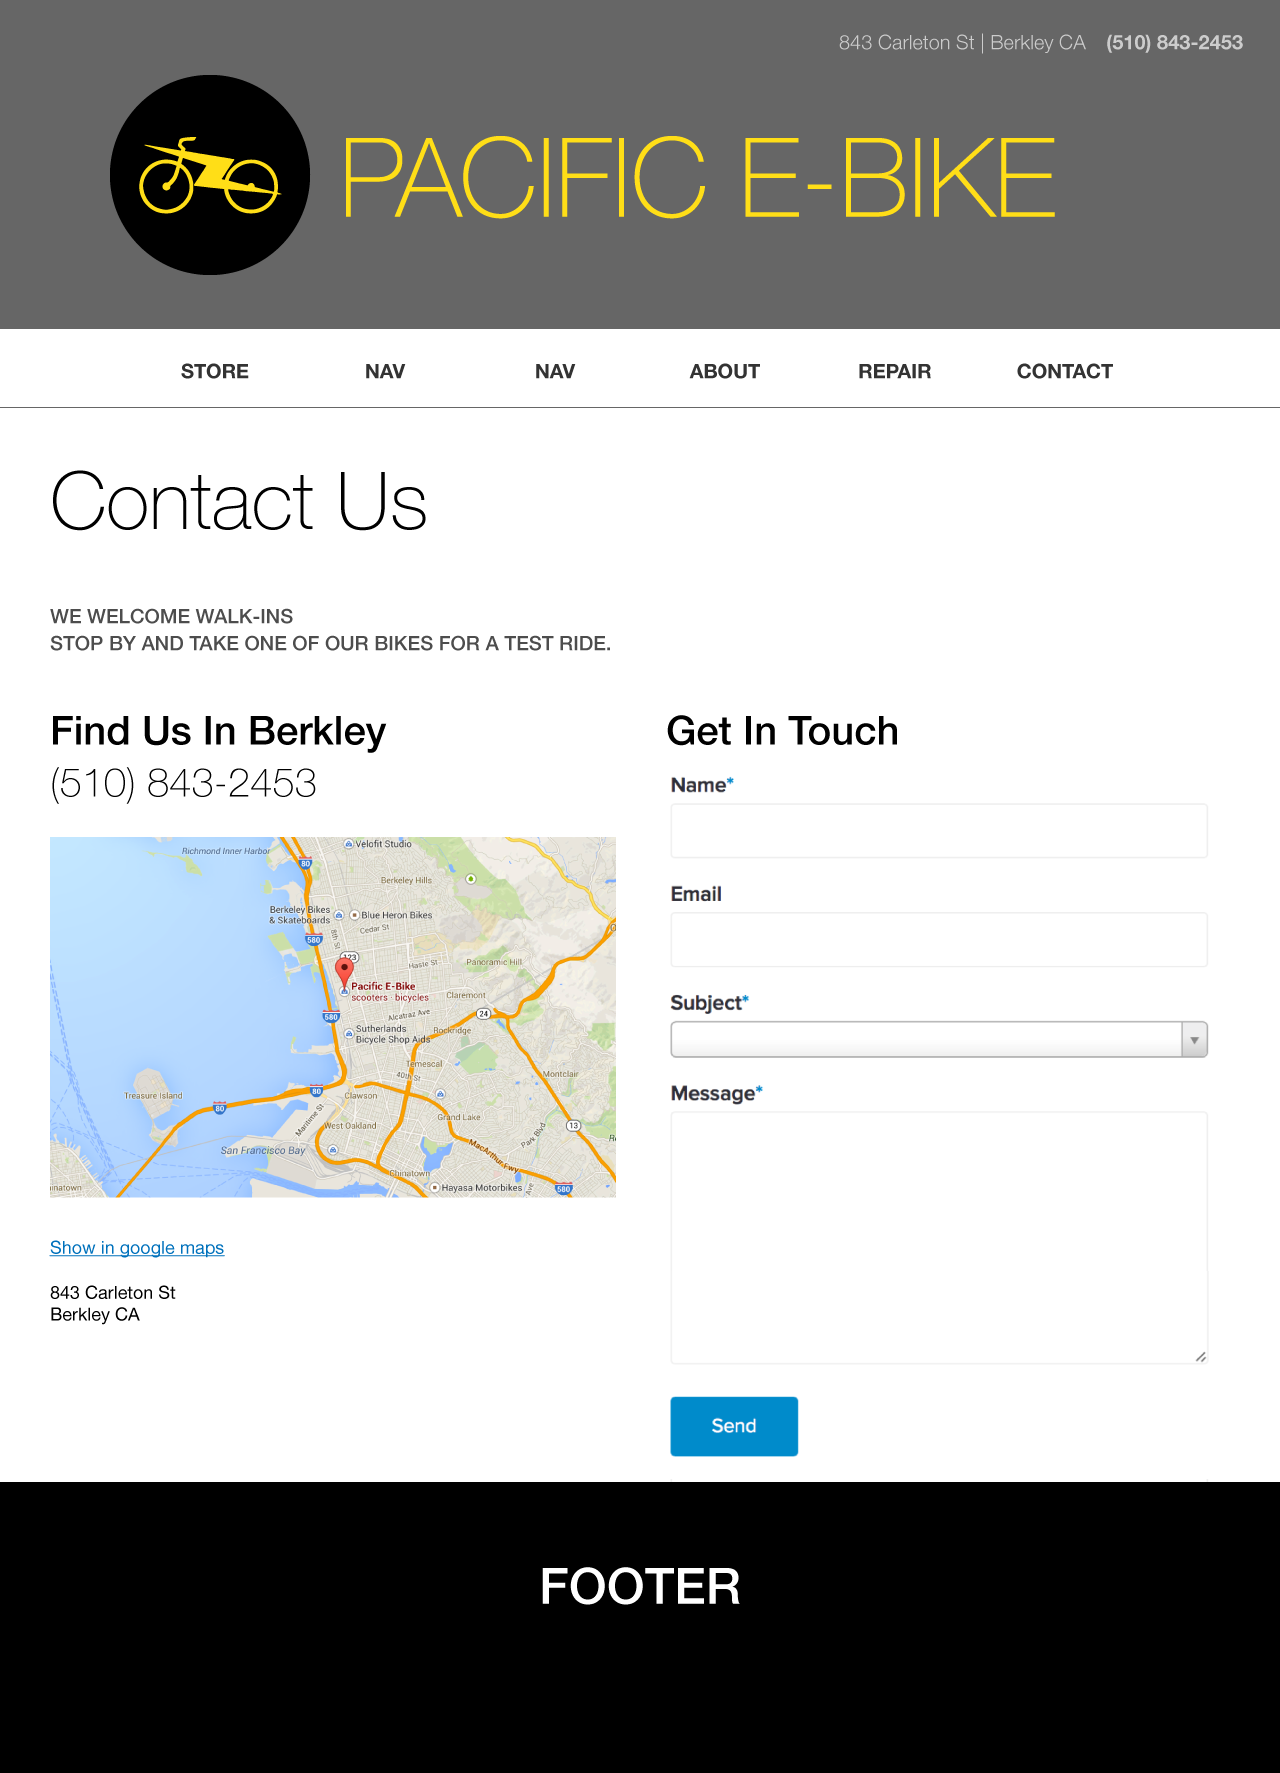 843 Carleton St | Berkley CA (510) 843-2453
PACIFIC E-BIKE
STORE NAV NAV ABOUT REPAIR CONTACT
Contact Us
WE WELCOME WALK-INS
STOP BY AND TAKE ONE OF OUR BIKES FOR A TEST RIDE.
Find Us In Berkley
(510) 843-2453
Richmond Inner Harbor
Velofit Studio
80
Berkeley Hills
Berkeley Bikes
& Skateboards
Blue Heron Bikes
Cedar St
8th St
580
123
Haste St
Panoramic Hill
Pacific E-Bike
scooters · bicycles
Claremont
580
Alcatraz Ave
24
Sutherlands
Bicycle Shop Aids
Rockridge
Temescal
40th St
Montclair
Treasure Island
80
80
Clawson
Grand Lake
Maritime St
West Oakland
13
Park Blvd
San Francisco Bay
MacArthur Fwy
Chinatown
inatown
Hayasa Motorbikes
Ave
580
Show in google maps
843 Carleton St
Berkley CA
Get In Touch
Name*
Email
Subject*
Message*
Send
FOOTER